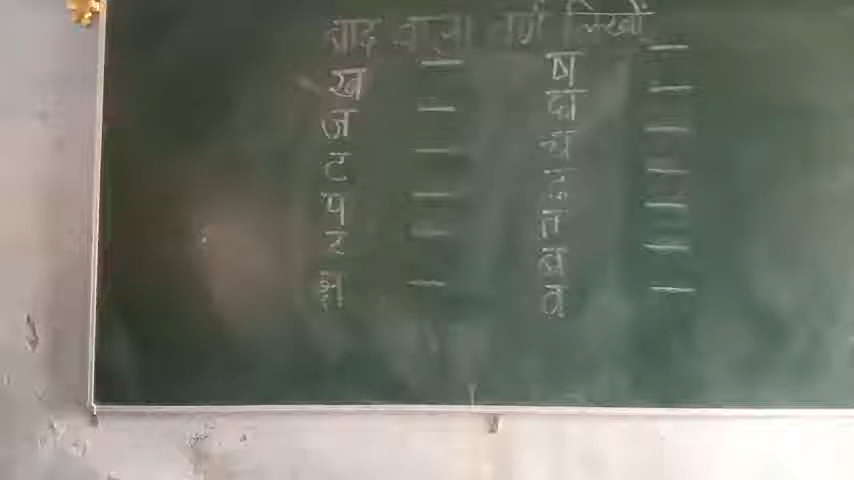 बाद वाला वर्ण लिखों
ख — ष —
ज — दा —
ट — च —
प — द —
र — त —
क्ष — ब —
व —